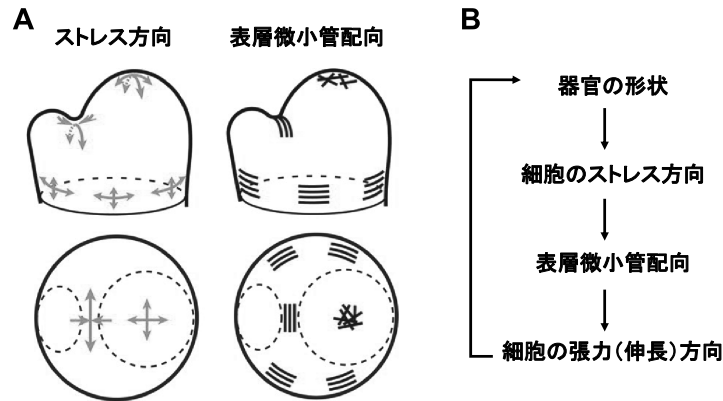 A
ストレス方向
表層微小管配向
B
器官の形状
細胞のストレス方向
表層微小管配向
細胞の張力(伸長)方向